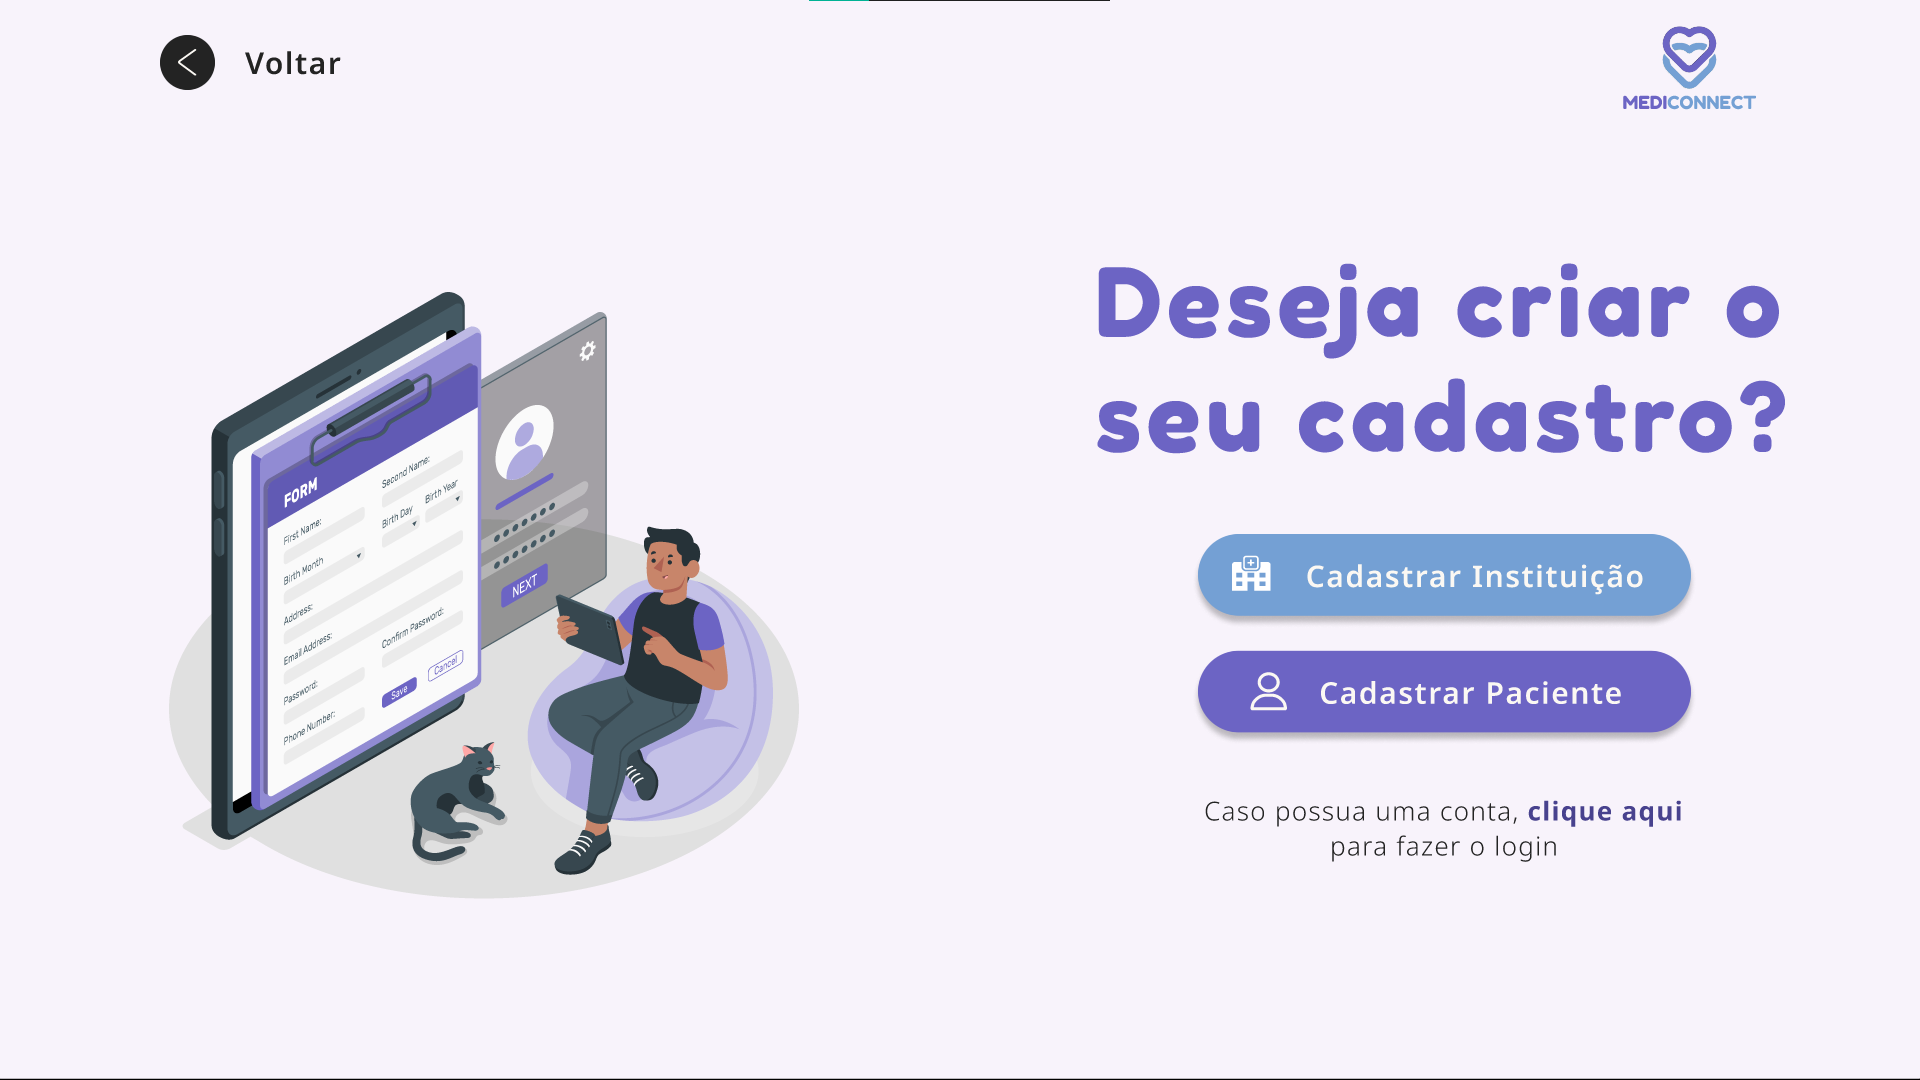 Voltar
MEDICONNECT
Deseja criar o
seu cadastro?
Cadastrar Instituição
Cadastrar Paciente
Caso possua uma conta, clique aqui
para fazer o login
FORM
First Name:
Second Name:
Birth Month
Birth Day
Birth Year
Address:
Email Address:
Password:
Confirm Password:
Phone Number:
Save
Cancel
NEXT